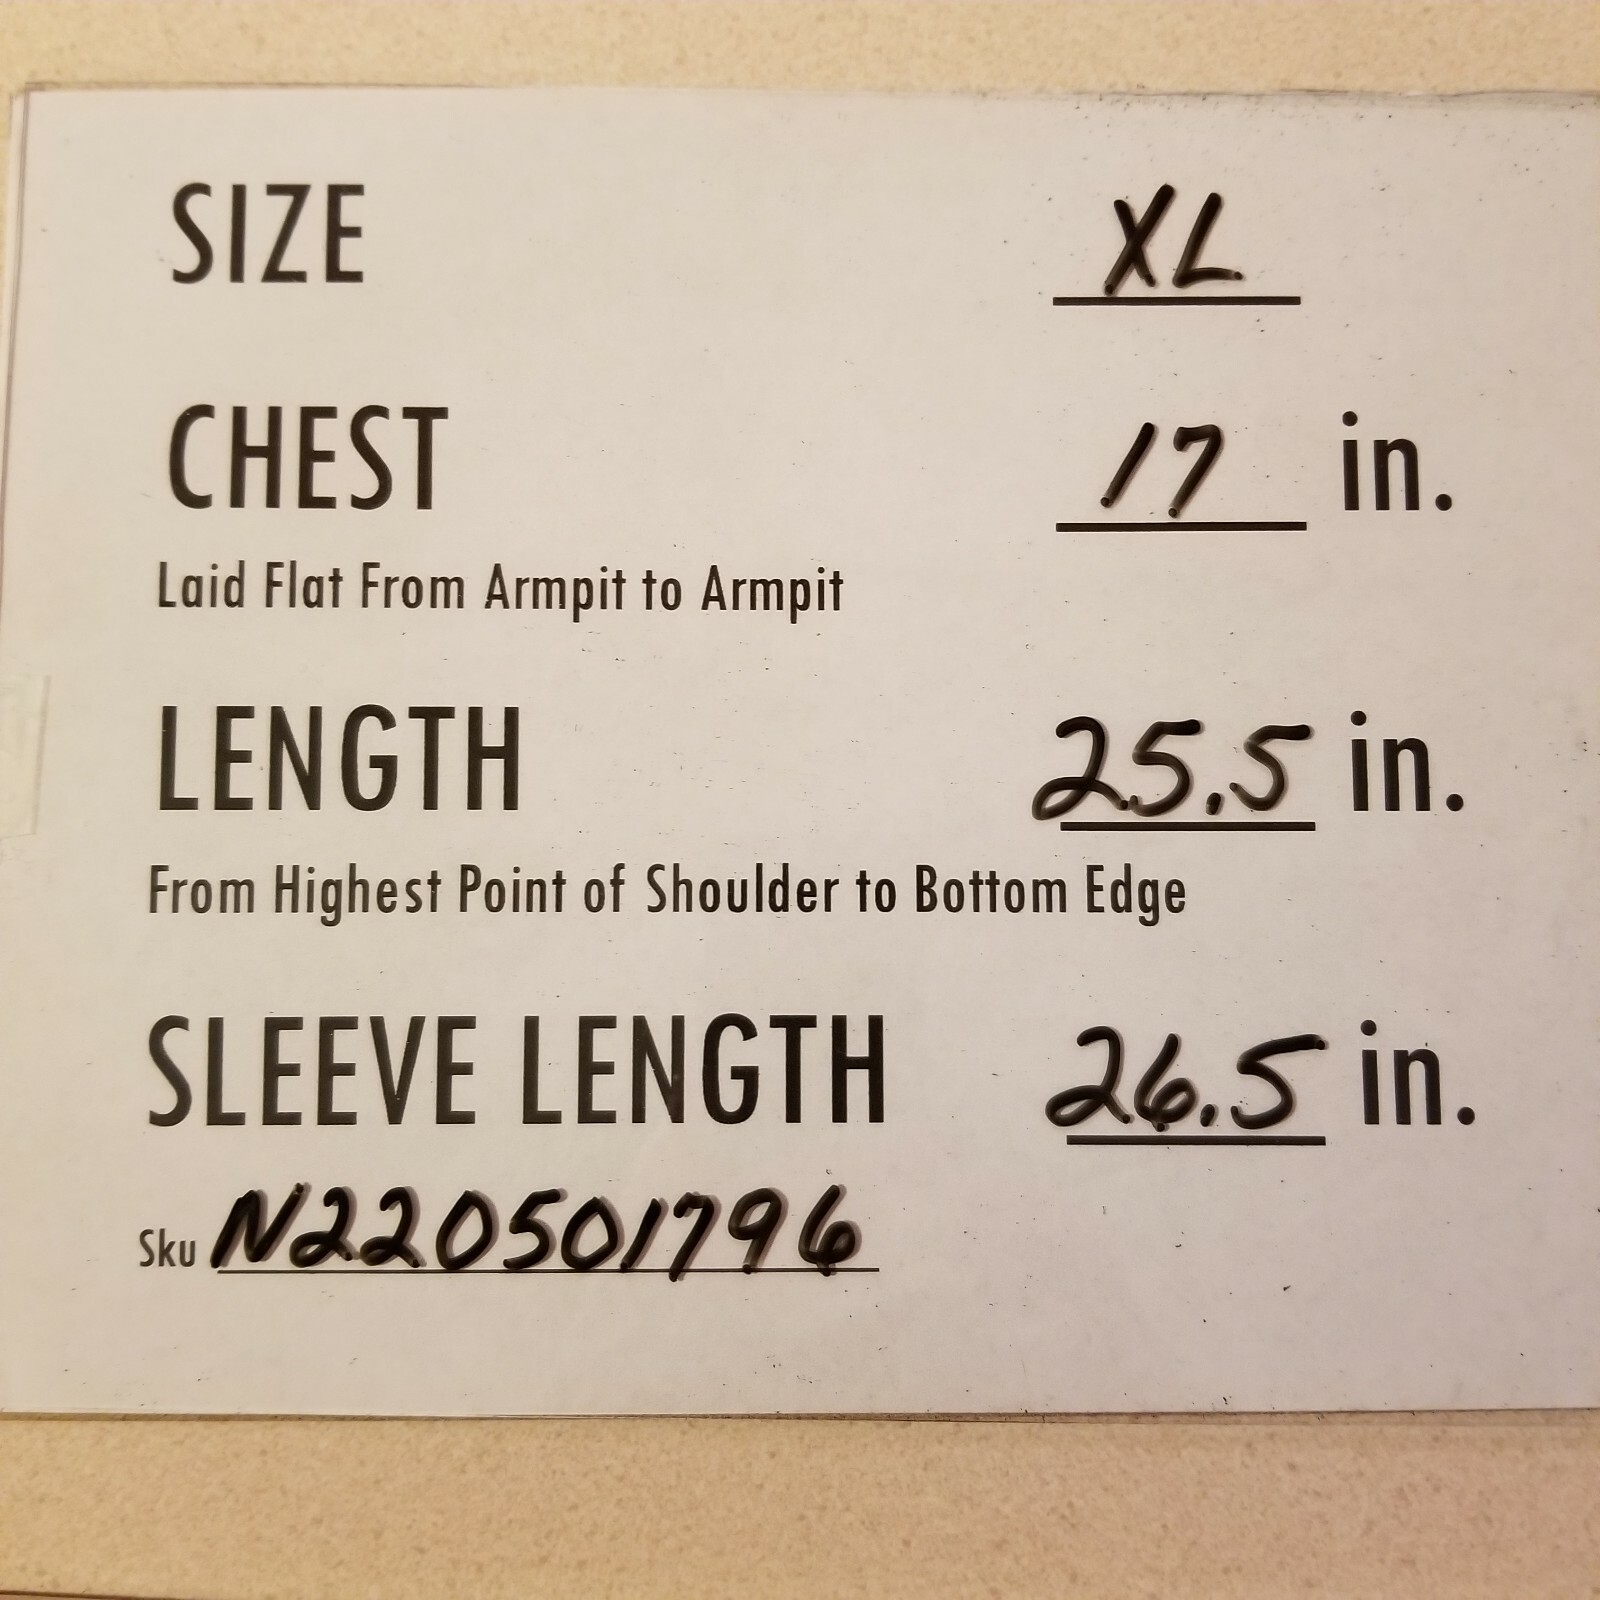 SIZE XL
CHEST 17 in.
Laid Flat From Armpit to Armpit
LENGTH 25.5 in.
From Highest Point of Shoulder to Bottom Edge
SLEEVE LENGTH 26.5 in.
Sku N220501796